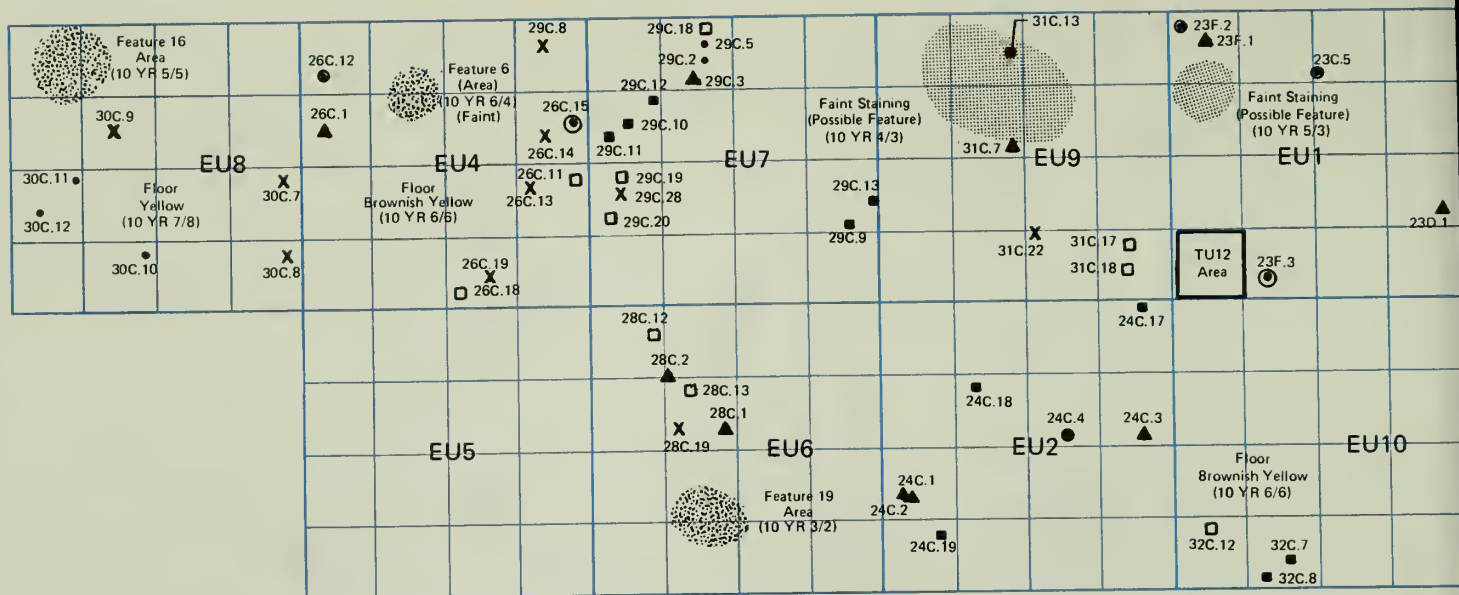 Feature 16
Area
(10 YR 5/5)
26C.12
30C.9
26C.1
EU8
30C.11
Floor
Yellow
(10 YR 7/8)
30C.7
30C.12
30C.10
30C.8
29C.8
Feature 6
(Area)
(10 YR 6/4)
(Faint)
26C.15
26C.14
EU4
26C.11
Floor
Brownish Yellow
(10 YR 6/6)
26C.13
26C.19
26C.18
29C.18
29C.5
29C.2
29C.3
29C.12
29C.10
29C.11
EU7
29C.19
29C.28
29C.20
29C.13
29C.9
31C.13
Faint Staining
(Possible Feature)
(10 YR 4/3)
31C.7
EU9
31C.22
31C.17
31C.18
23F.2
23F.1
23C.5
Faint Staining
(Possible Feature)
(10 YR 5/3)
EU1
23D.1
TU12
Area
23F.3
24C.17
28C.12
28C.2
28C.13
28C.1
28C.19
EU5
EU6
Feature 19
Area
(10 YR 3/2)
24C.18
24C.4
24C.3
EU2
24C.1
24C.2
24C.19
EU10
Floor
Brownish Yellow
(10 YR 6/6)
32C.12
32C.7
32C.8